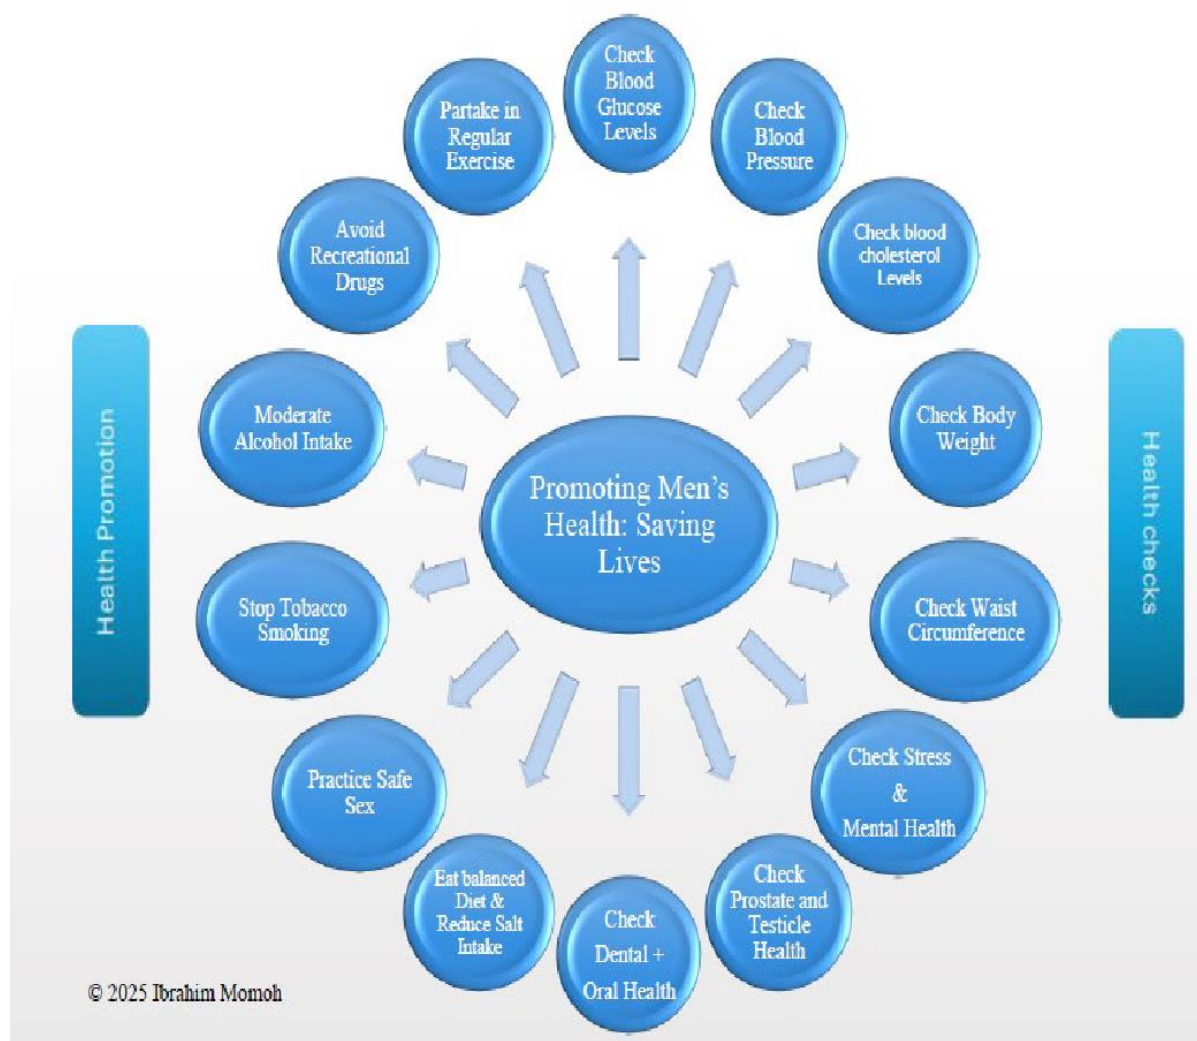 Check
Blood
Glucose
Levels
Check
Blood
Pressure
Check blood
cholesterol
Levels
Check Body
Weight
Check Waist
Circumference
Check Stress
&
Mental Health
Check
Prostate and
Testicle
Health
Check
Dental +
Oral Health
Eat balanced
Diet &
Reduce Salt
Intake
Practice Safe
Sex
Stop Tobacco
Smoking
Moderate
Alcohol Intake
Avoid
Recreational
Drugs
Partake in
Regular
Exercise
Promoting Men’s
Health: Saving
Lives
Health Promotion
Health checks
© 2025 Ibrahim Momoh